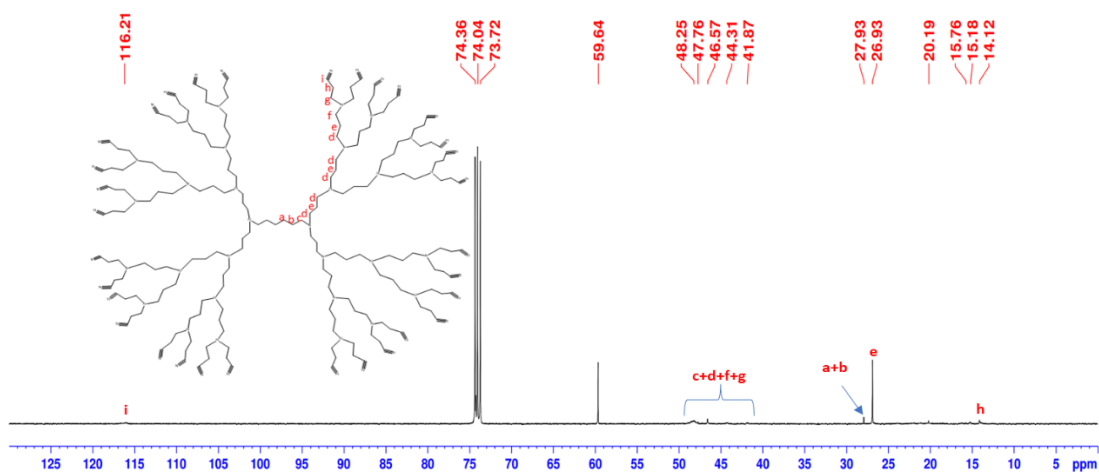 116.21
74.36
74.04
73.72
59.64
48.25
47.76
46.57
44.31
41.87
27.93
26.93
20.19
15.76
15.18
14.12
i
h
g
f
e
d
d
e
d
d
e
d
c
b
a
i
c+d+f+g
a+b
e
h
125 120 115 110 105 100 95 90 85 80 75 70 65 60 55 50 45 40 35 30 25 20 15 10 5 ppm